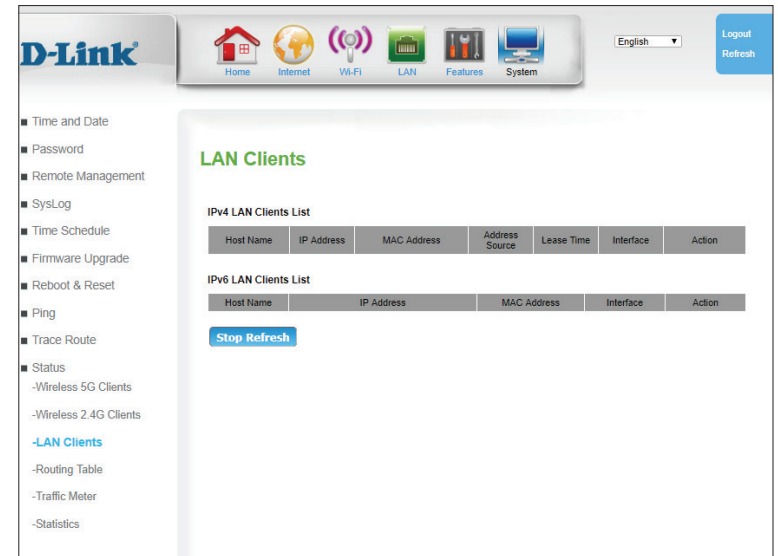 D-Link
Home Internet Wi-Fi LAN Features System
English
Logout
Refresh
Time and Date
Password
Remote Management
SysLog
Time Schedule
Firmware Upgrade
Reboot & Reset
Ping
Trace Route
Status
-Wireless 5G Clients
-Wireless 2.4G Clients
-LAN Clients
-Routing Table
-Traffic Meter
-Statistics
LAN Clients
IPv4 LAN Clients List
Host Name IP Address MAC Address Address Source Lease Time Interface Action
IPv6 LAN Clients List
Host Name IP Address MAC Address Interface Action
Stop Refresh